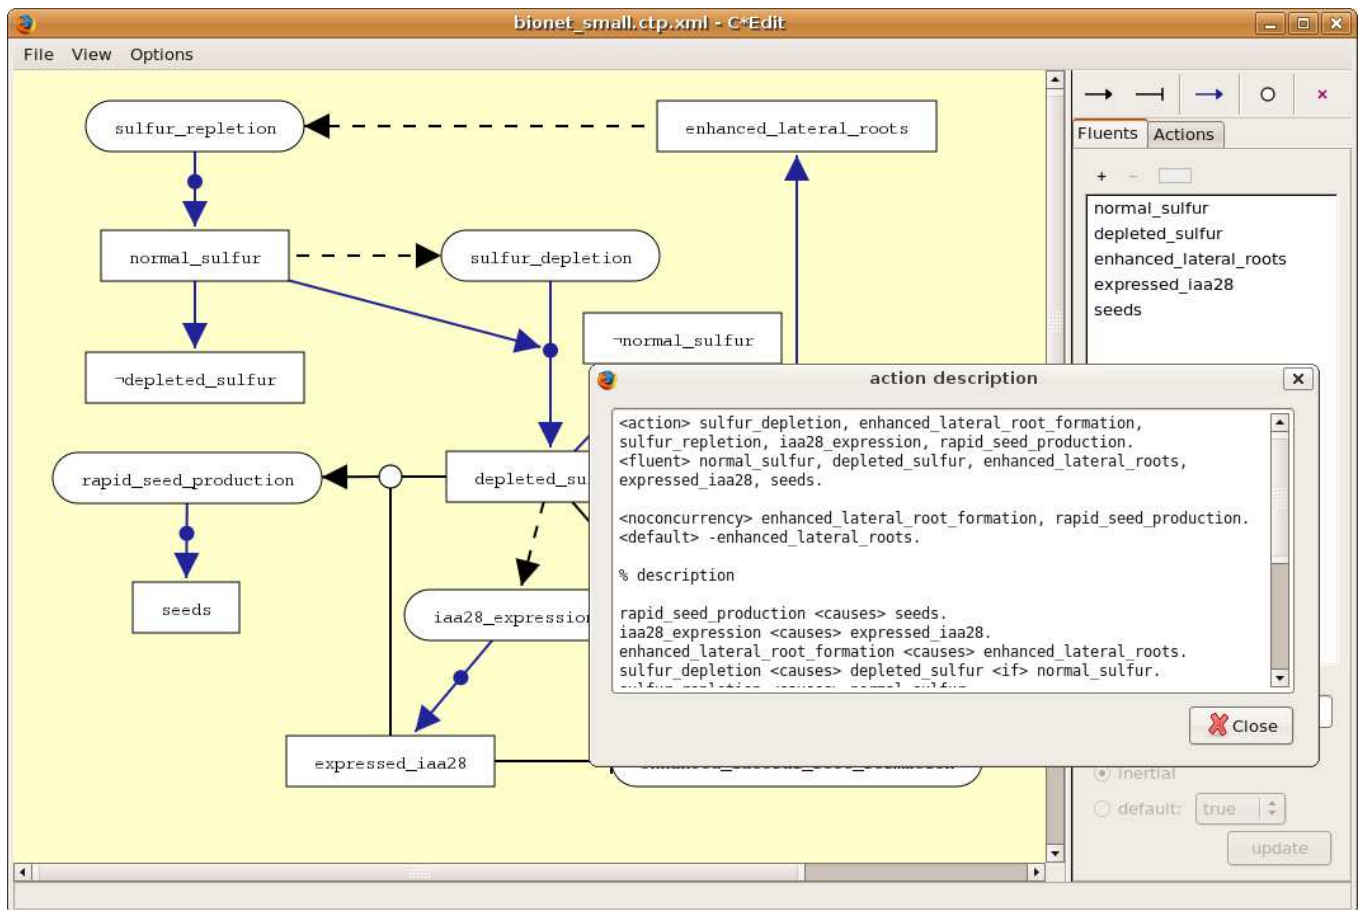 bionet_small.ctp.xml - C*Edit
File View Options
sulfur_repletion
enhanced_lateral_roots
normal_sulfur
sulfur_depletion
¬normal_sulfur
¬depleted_sulfur
rapid_seed_production
depleted_su
seeds
iaa28_expression
expressed_iaa28
Fluents Actions
+ −
normal_sulfur
depleted_sulfur
enhanced_lateral_roots
expressed_iaa28
seeds
inertial
default: true
update
action description
<action> sulfur_depletion, enhanced_lateral_root_formation,
sulfur_repletion, iaa28_expression, rapid_seed_production.
<fluent> normal_sulfur, depleted_sulfur, enhanced_lateral_roots,
expressed_iaa28, seeds.
<noconcurrency> enhanced_lateral_root_formation, rapid_seed_production.
<default> -enhanced_lateral_roots.
% description
rapid_seed_production <causes> seeds.
iaa28_expression <causes> expressed_iaa28.
enhanced_lateral_root_formation <causes> enhanced_lateral_roots.
sulfur_depletion <causes> depleted_sulfur <if> normal_sulfur.
Close